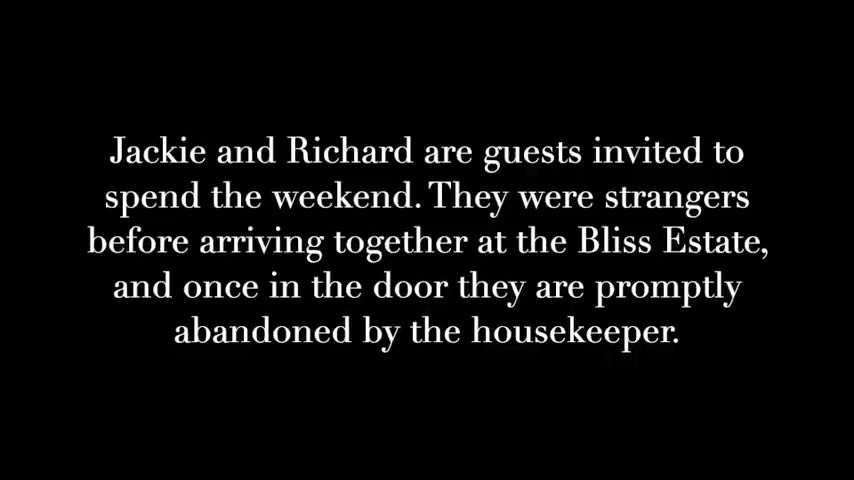 Jackie and Richard are guests invited to
spend the weekend. They were strangers
before arriving together at the Bliss Estate,
and once in the door they are promptly
abandoned by the housekeeper.